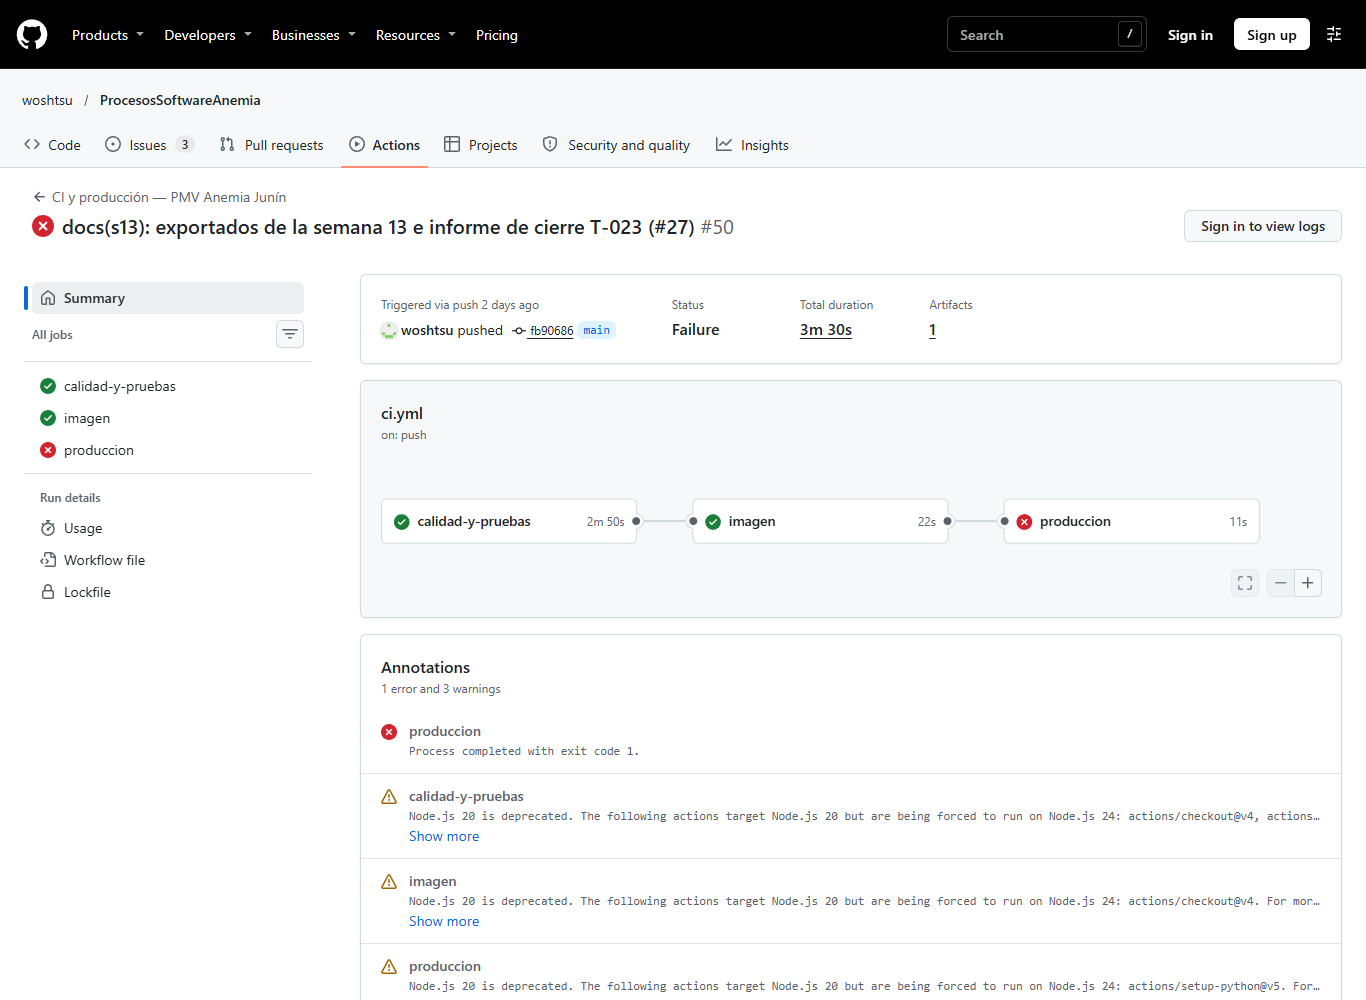 Products Developers Businesses Resources Pricing Search / Sign in Sign up
woshtsu / ProcesosSoftwareAnemia
Code Issues 3 Pull requests Actions Projects Security and quality Insights
← CI y producción — PMV Anemia Junín
docs(s13): exportados de la semana 13 e informe de cierre T-023 (#27) #50
Sign in to view logs
Summary
All jobs
calidad-y-pruebas
imagen
produccion
Run details
Usage
Workflow file
Lockfile
Triggered via push 2 days ago
woshtsu pushed fb90686 main
Status
Failure
Total duration
3m 30s
Artifacts
1
ci.yml
on: push
calidad-y-pruebas 2m 50s
imagen 22s
produccion 11s
Annotations
1 error and 3 warnings
produccion
Process completed with exit code 1.
calidad-y-pruebas
Node.js 20 is deprecated. The following actions target Node.js 20 but are being forced to run on Node.js 24: actions/checkout@v4, actions…
Show more
imagen
Node.js 20 is deprecated. The following actions target Node.js 20 but are being forced to run on Node.js 24: actions/checkout@v4. For mor…
Show more
produccion
Node.js 20 is deprecated. The following actions target Node.js 20 but are being forced to run on Node.js 24: actions/setup-python@v5. For…